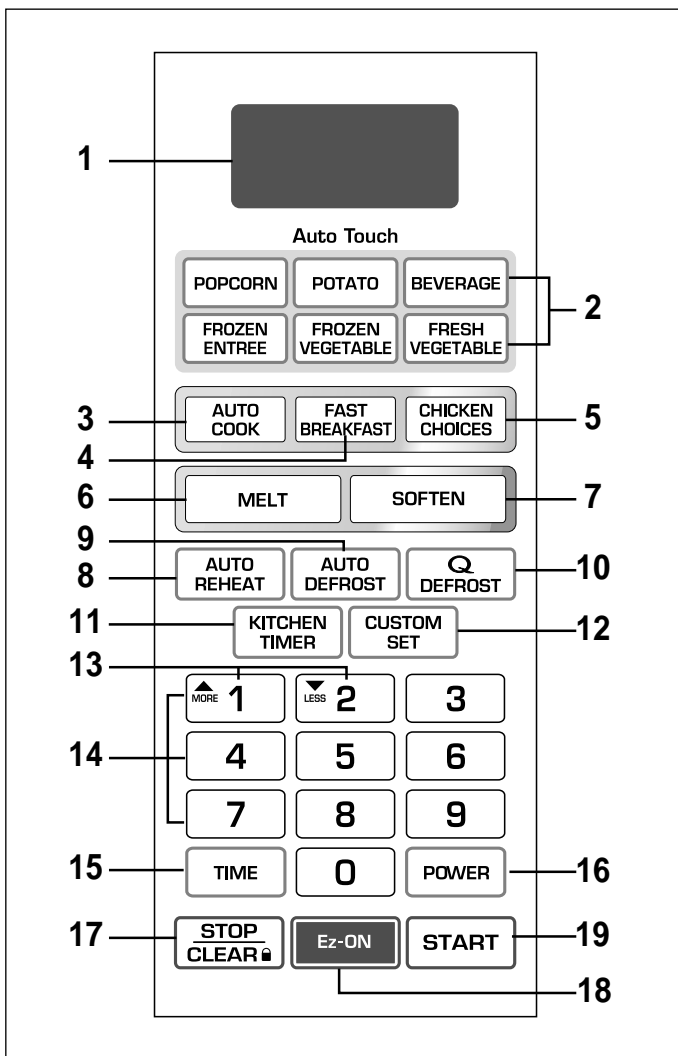 1
Auto Touch
POPCORN POTATO BEVERAGE
2
FROZEN ENTREE FROZEN VEGETABLE FRESH VEGETABLE
3 AUTO COOK FAST BREAKFAST CHICKEN CHOICES 5
4
6 MELT SOFTEN 7
9
8 AUTO REHEAT AUTO DEFROST Q DEFROST 10
11 KITCHEN TIMER CUSTOM SET 12
13
MORE 1 LESS 2 3
14 4 5 6
7 8 9
15 TIME 0 POWER 16
17 STOP CLEAR Ez-ON START 19
18